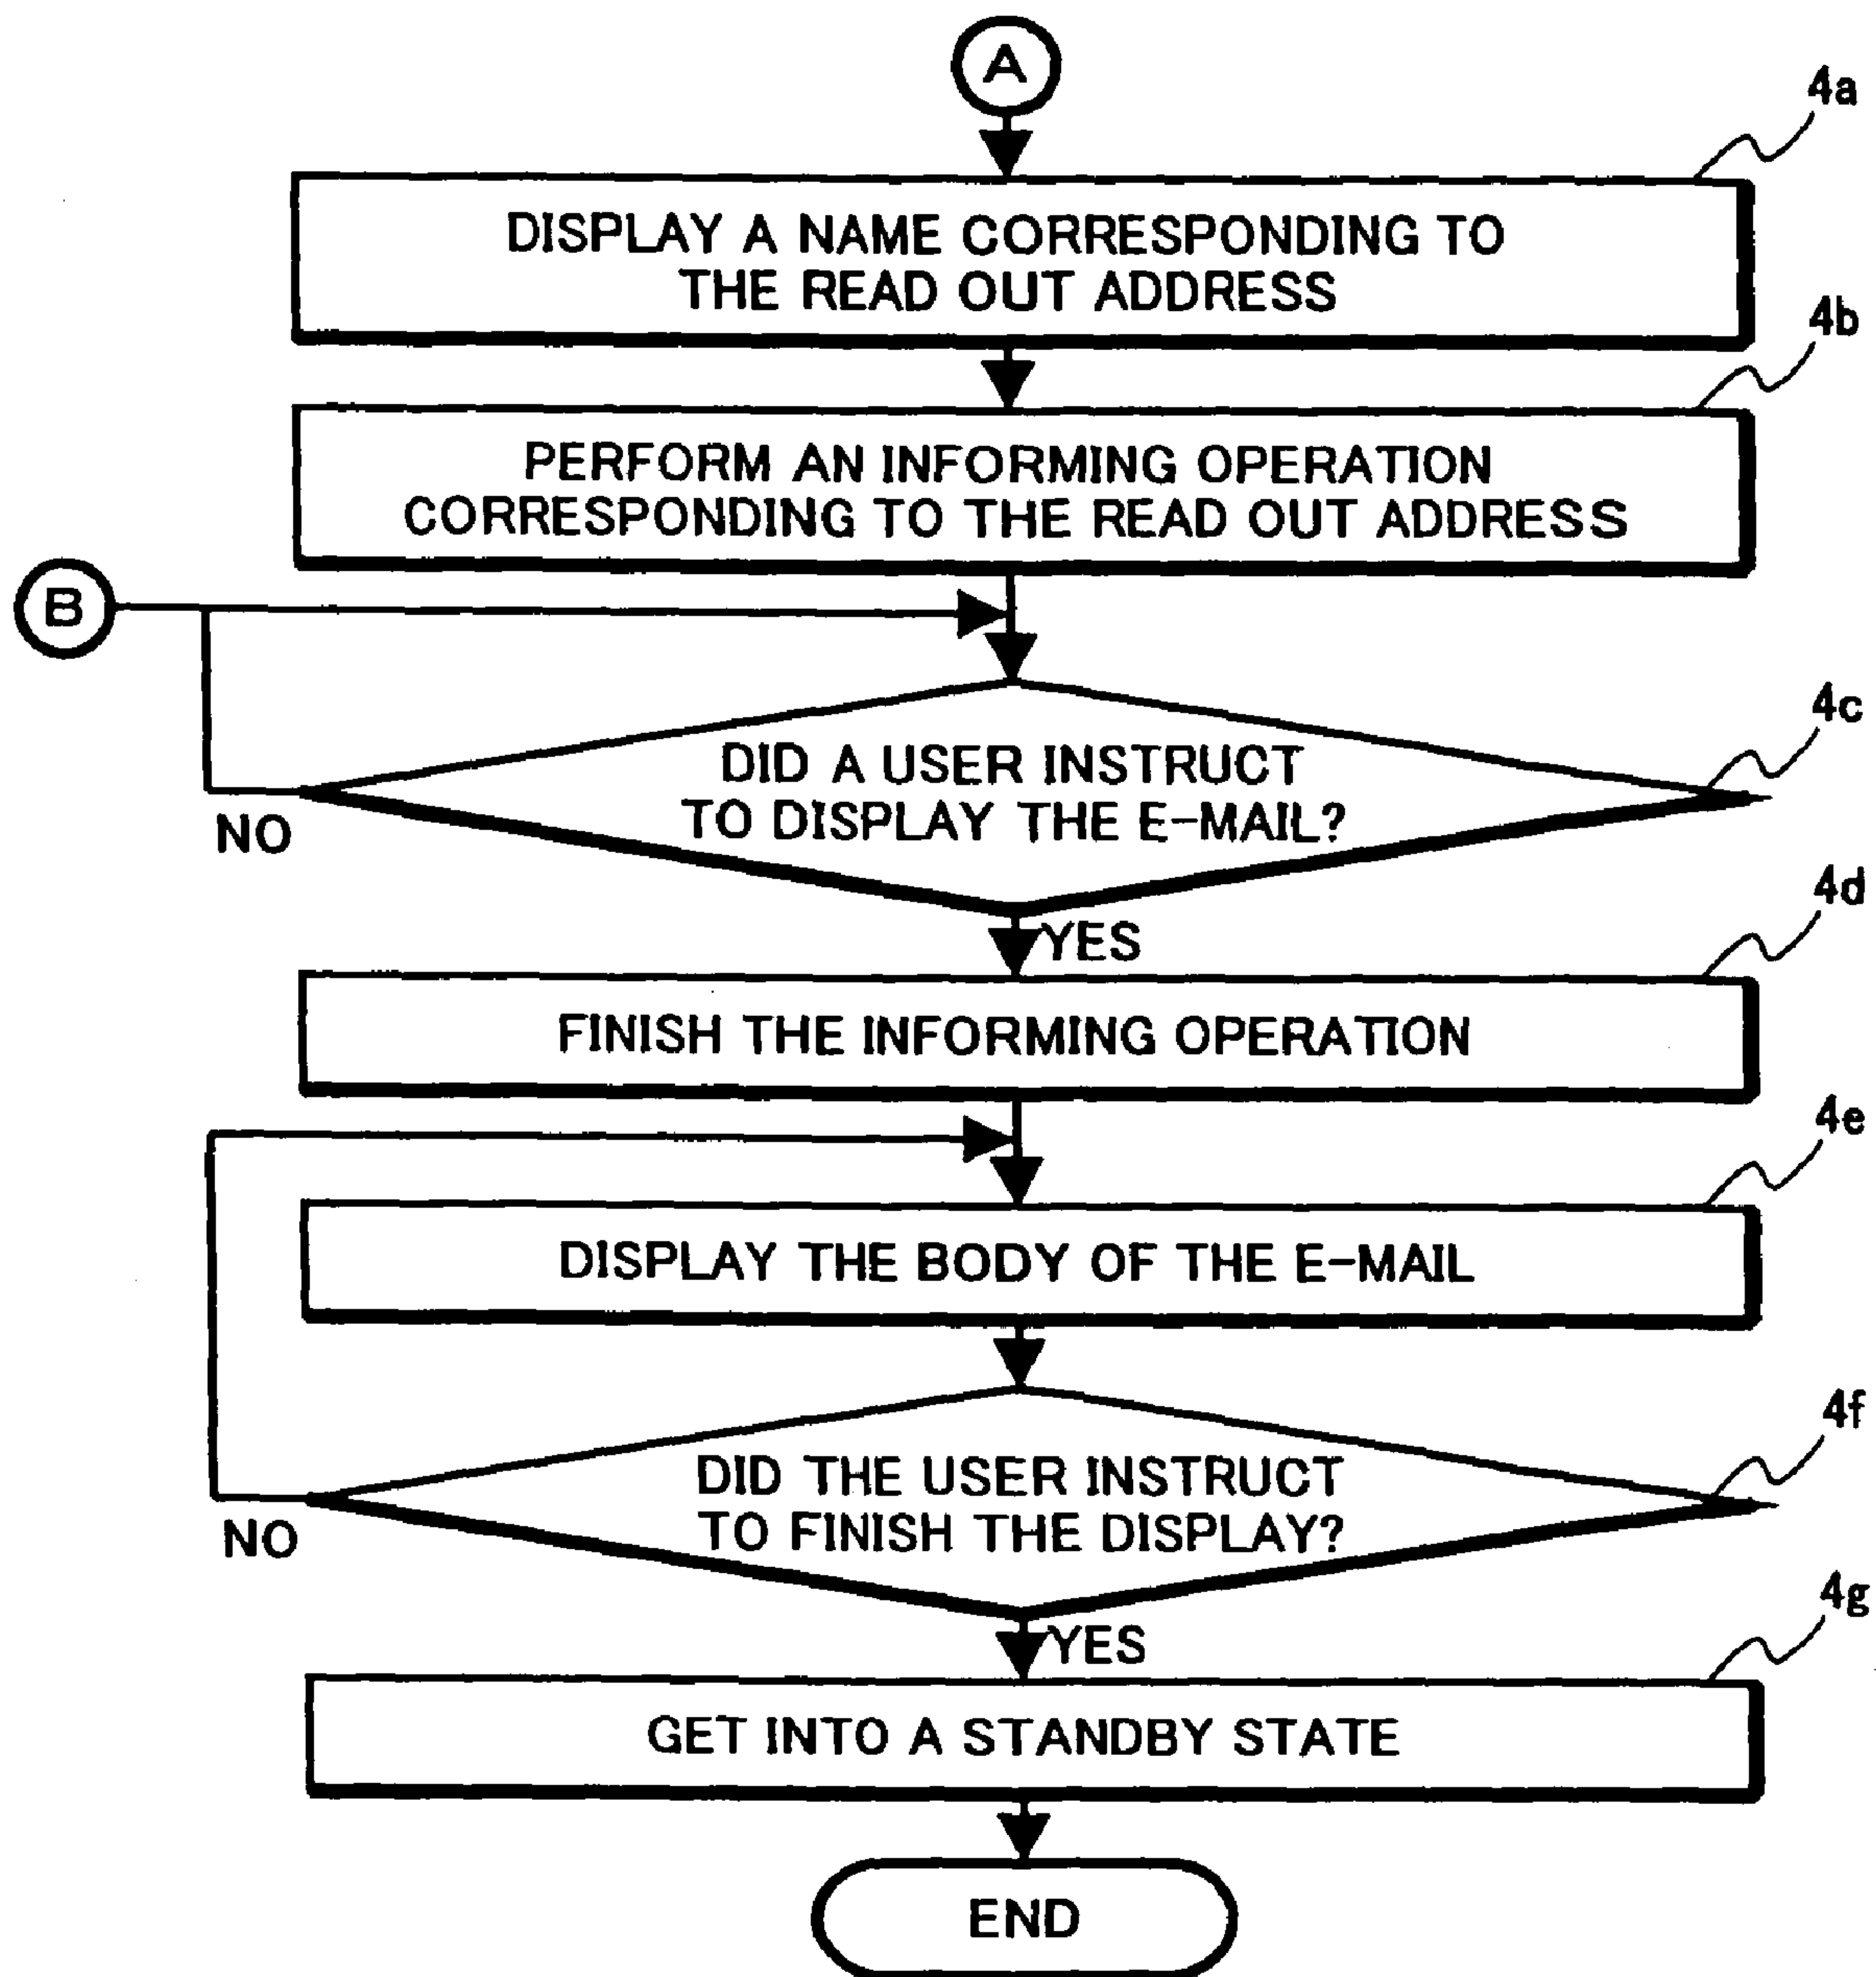 A
4a
DISPLAY A NAME CORRESPONDING TO
THE READ OUT ADDRESS
4b
PERFORM AN INFORMING OPERATION
CORRESPONDING TO THE READ OUT ADDRESS
B
4c
DID A USER INSTRUCT
TO DISPLAY THE E-MAIL?
NO
4d
YES
FINISH THE INFORMING OPERATION
4e
DISPLAY THE BODY OF THE E-MAIL
4f
DID THE USER INSTRUCT
TO FINISH THE DISPLAY?
NO
4g
YES
GET INTO A STANDBY STATE
END